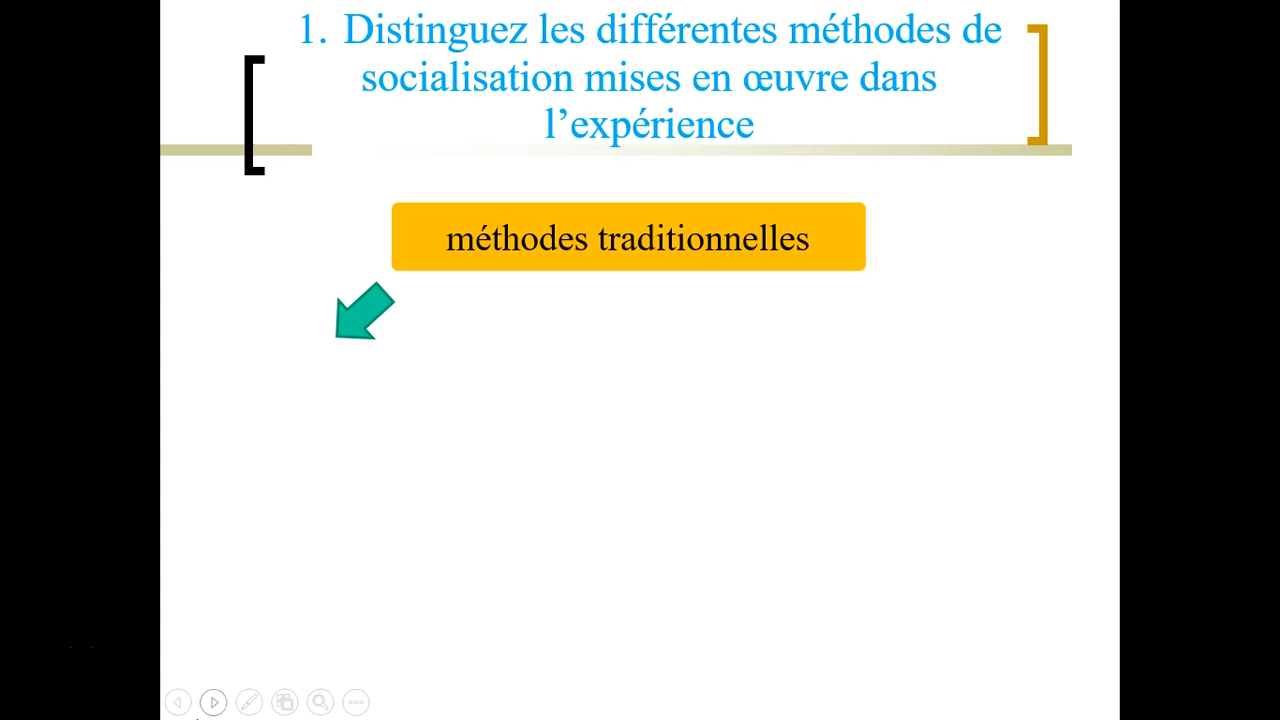 1. Distinguez les différentes méthodes de
socialisation mises en œuvre dans
l’expérience
méthodes traditionnelles